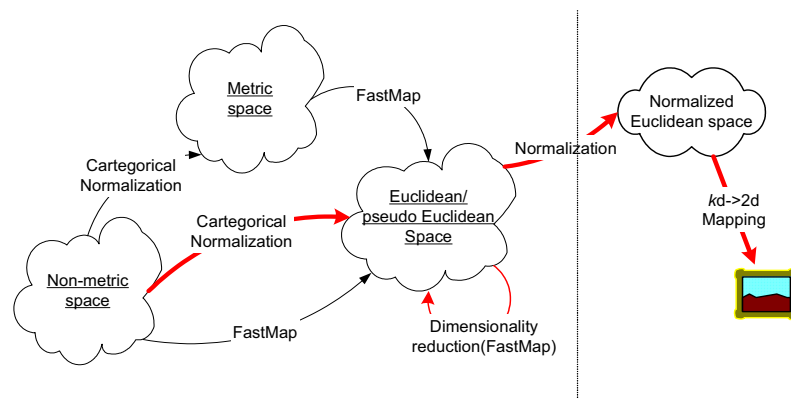 Metric
space
FastMap
Cartegorical
Normalization
Cartegorical
Normalization
Non-metric
space
FastMap
Euclidean/
pseudo Euclidean
Space
Dimensionality
reduction(FastMap)
Normalization
Normalized
Euclidean space
kd->2d
Mapping